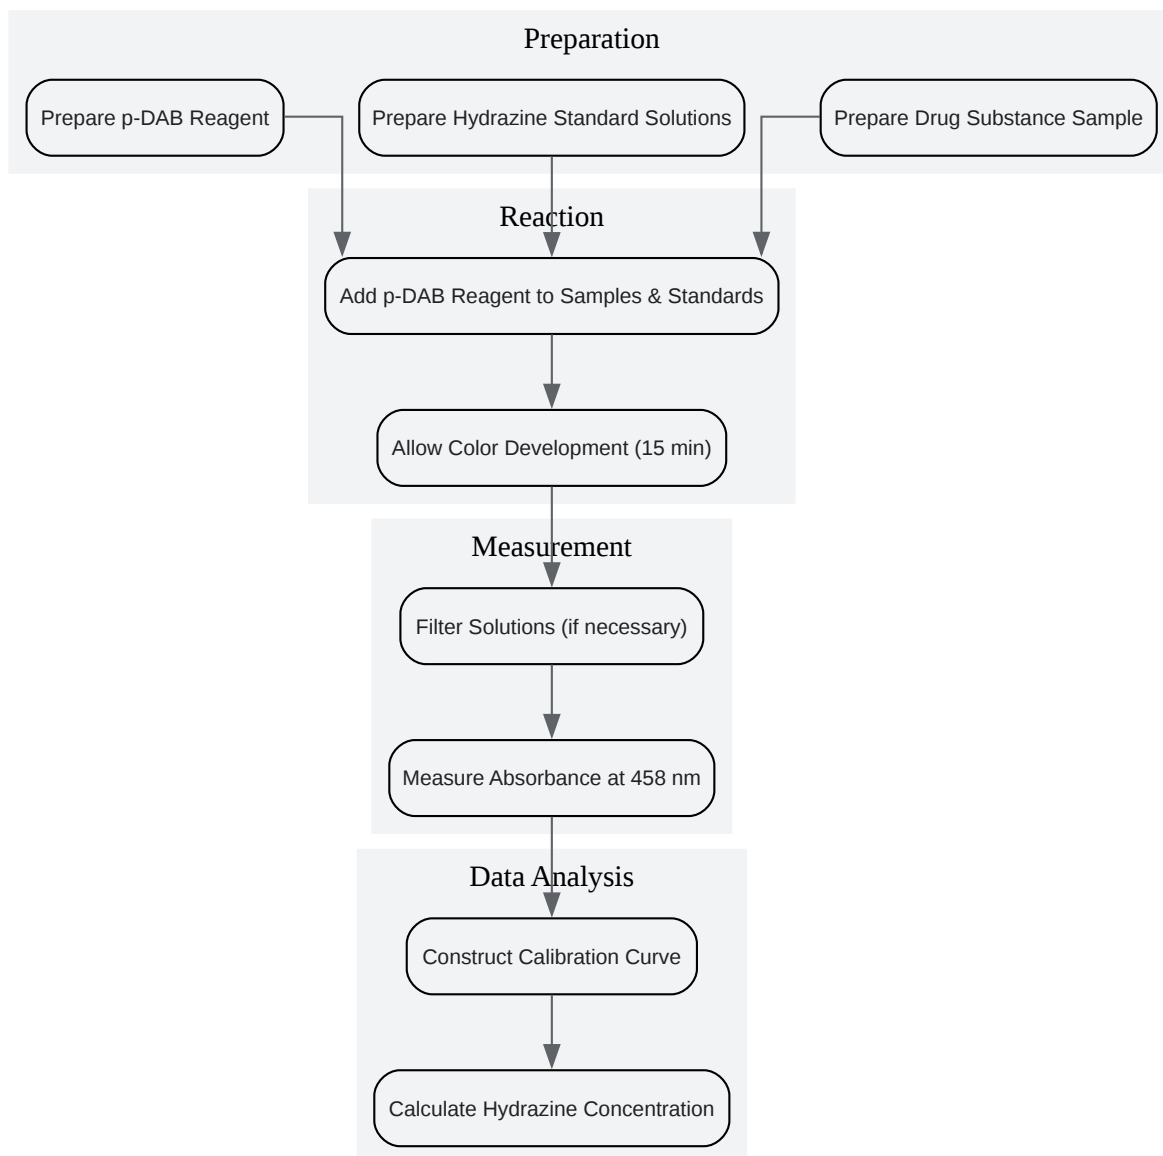 Preparation
Prepare p-DAB Reagent
Prepare Hydrazine Standard Solutions
Prepare Drug Substance Sample
Reaction
Add p-DAB Reagent to Samples & Standards
Allow Color Development (15 min)
Measurement
Filter Solutions (if necessary)
Measure Absorbance at 458 nm
Data Analysis
Construct Calibration Curve
Calculate Hydrazine Concentration